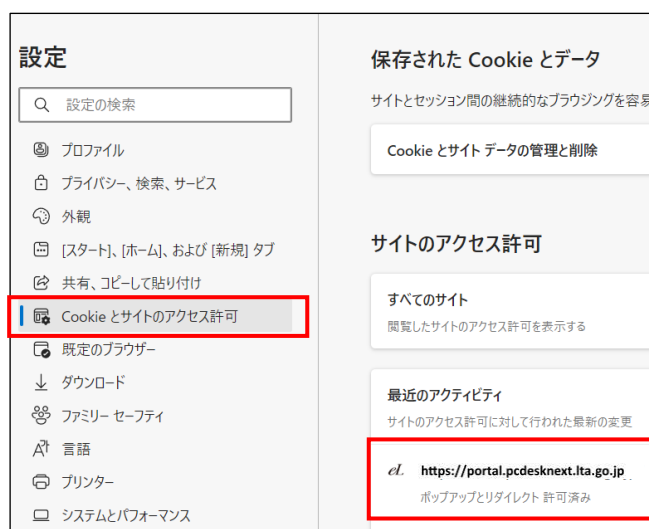 設定
設定の検索
プロファイル
プライバシー、検索、サービス
外観
[スタート]、[ホーム]、および [新規] タブ
共有、コピーして貼り付け
Cookie とサイトのアクセス許可
既定のブラウザー
ダウンロード
ファミリー セーフティ
言語
プリンター
システムとパフォーマンス
保存された Cookie とデータ
サイトとセッション間の継続的なブラウジングを容易
Cookie とサイト データの管理と削除
サイトのアクセス許可
すべてのサイト
閲覧したサイトのアクセス許可を表示する
最近のアクティビティ
サイトのアクセス許可に対して行われた最新の変更
eL https://portal.pcdesknext.lta.go.jp
ポップアップとリダイレクト 許可済み